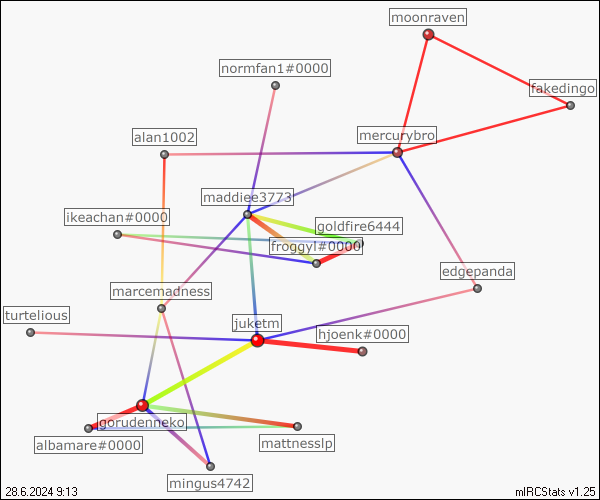 moonraven
normfan1#0000
fakedingo
mercurybro
alan1002
maddiee3773
ikeachan#0000
goldfire6444
froggyl#0000
edgepanda
marcemadness
turtelious
juketm
hjoenk#0000
gorudenneko
albamare#0000
mattnesslp
mingus4742
28.6.2024 9:13
mIRCStats v1.25